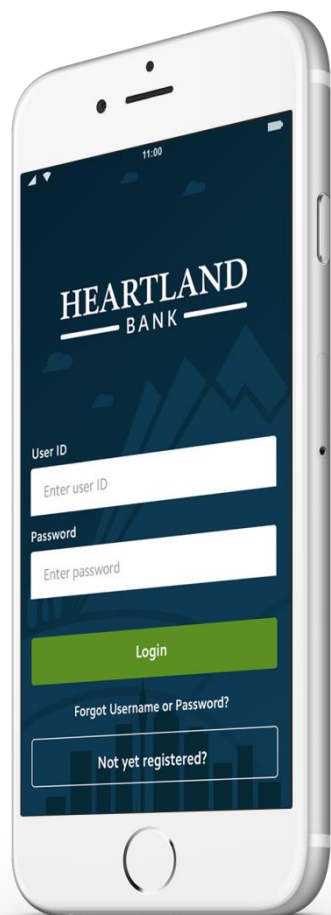 11:00
HEARTLAND
BANK
User ID
Enter user ID
Password
Enter password
Login
Forgot Username or Password?
Not yet registered?